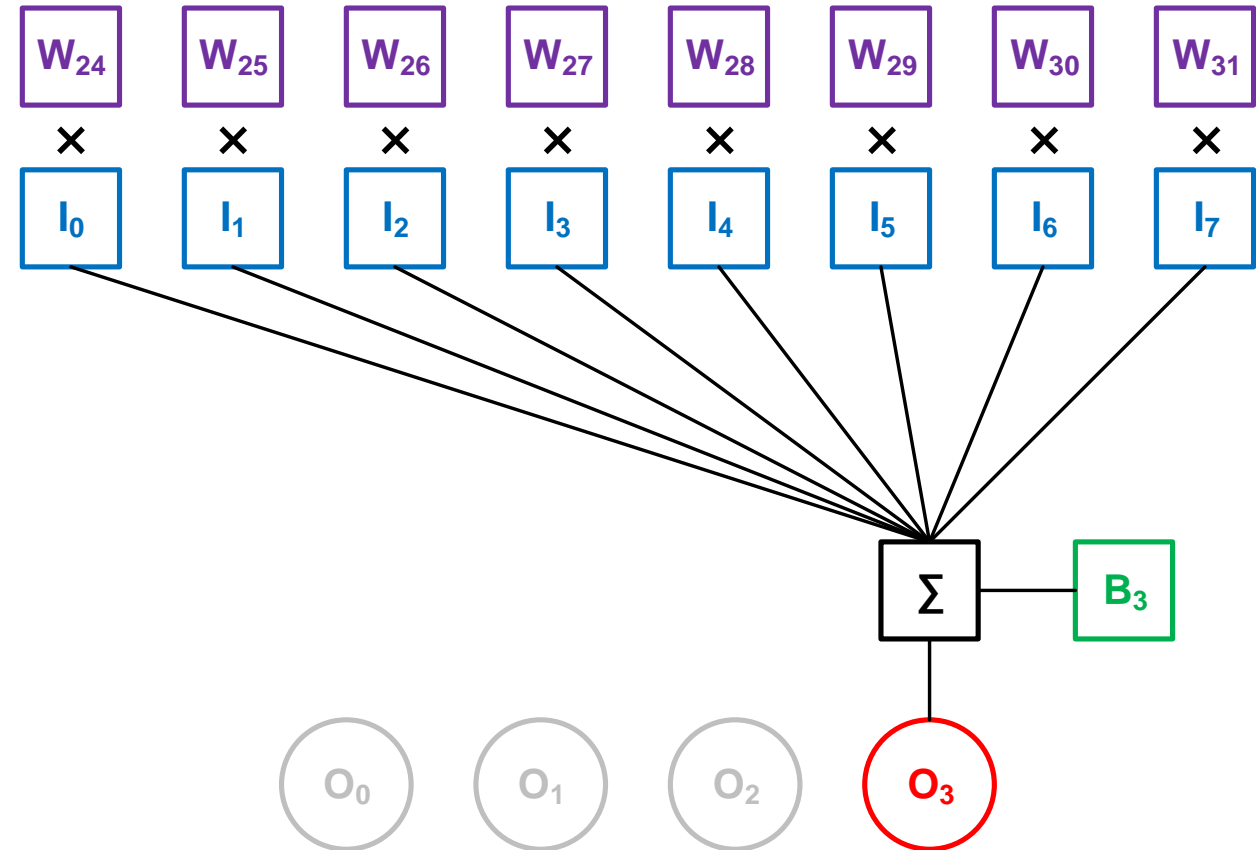 W₂₄ W₂₅ W₂₆ W₂₇ W₂₈ W₂₉ W₃₀ W₃₁
× × × × × × × ×
I₀ I₁ I₂ I₃ I₄ I₅ I₆ I₇
Σ B₃
O₀ O₁ O₂ O₃